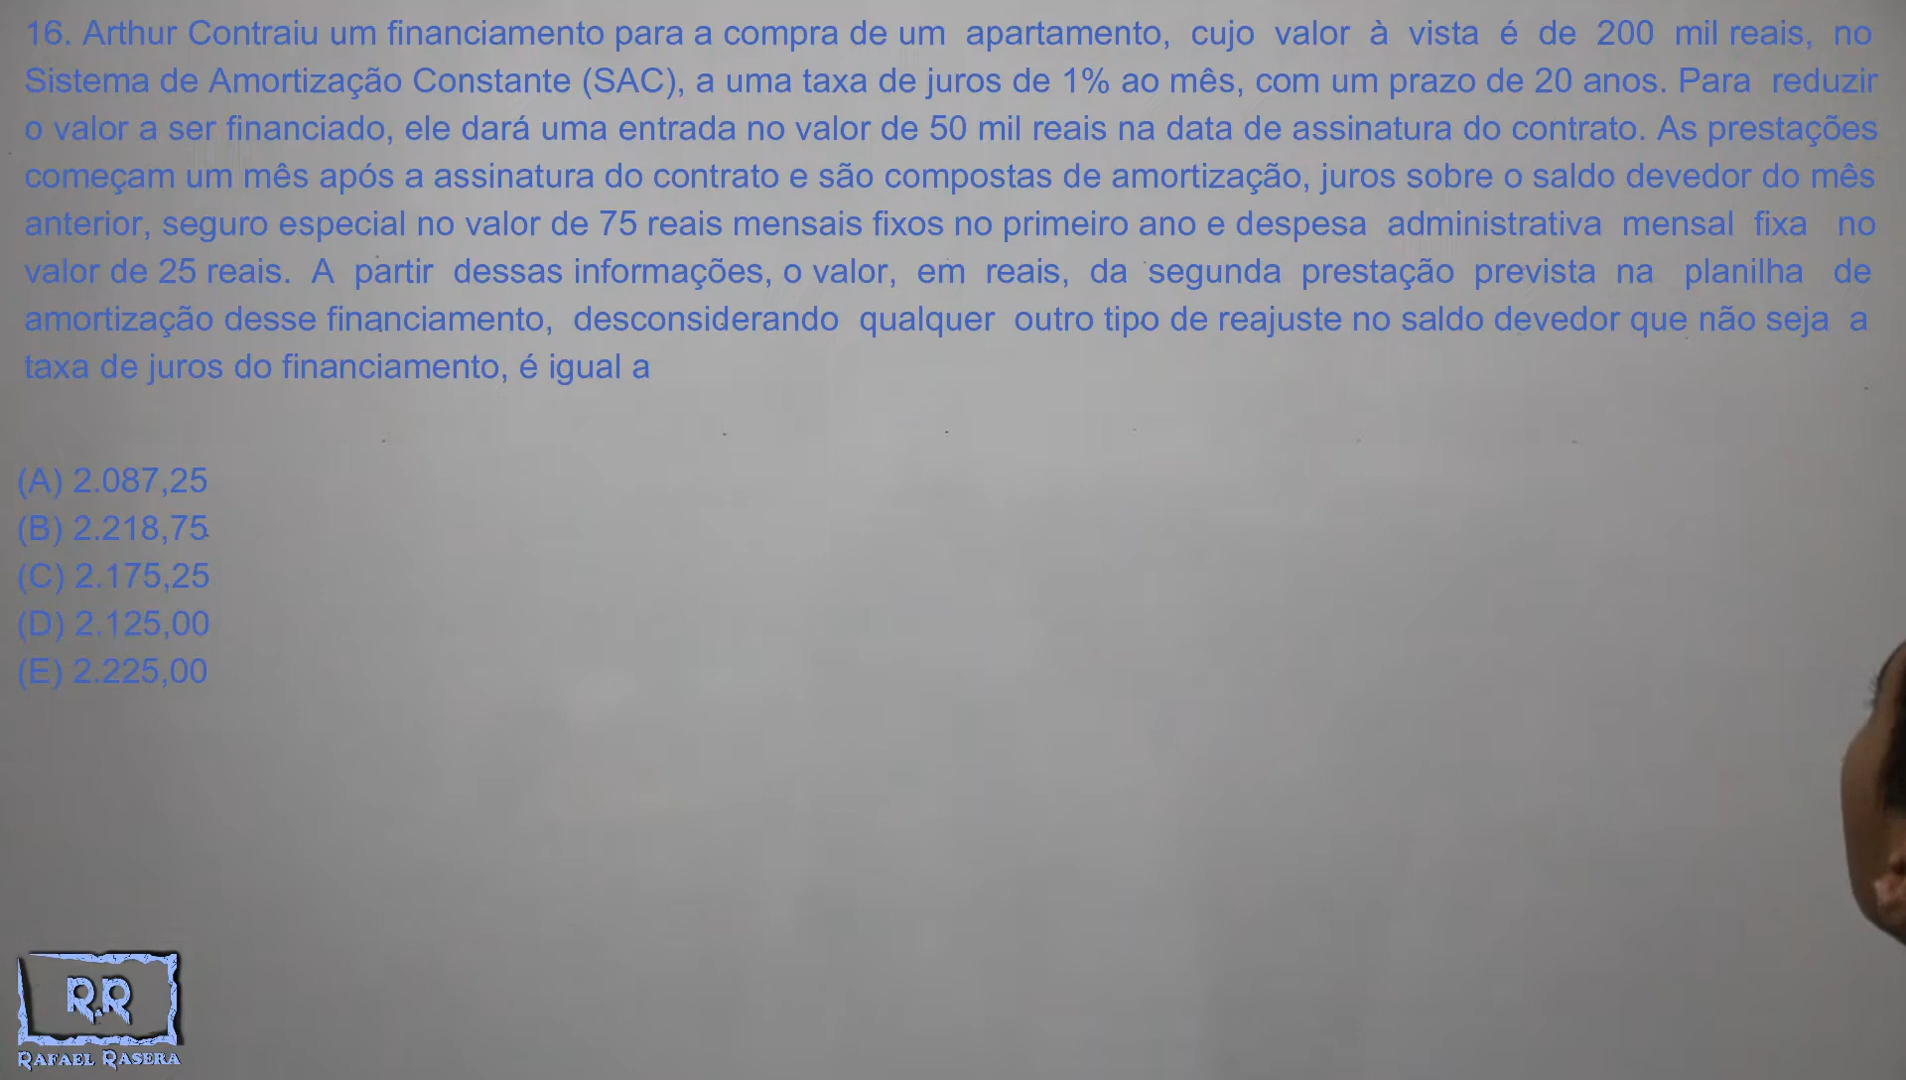 16. Arthur Contraiu um financiamento para a compra de um apartamento, cujo valor à vista é de 200 mil reais, no
Sistema de Amortização Constante (SAC), a uma taxa de juros de 1% ao mês, com um prazo de 20 anos. Para reduzir
o valor a ser financiado, ele dará uma entrada no valor de 50 mil reais na data de assinatura do contrato. As prestações
começam um mês após a assinatura do contrato e são compostas de amortização, juros sobre o saldo devedor do mês
anterior, seguro especial no valor de 75 reais mensais fixos no primeiro ano e despesa administrativa mensal fixa no
valor de 25 reais. A partir dessas informações, o valor, em reais, da segunda prestação prevista na planilha de
amortização desse financiamento, desconsiderando qualquer outro tipo de reajuste no saldo devedor que não seja a
taxa de juros do financiamento, é igual a
(A) 2.087,25
(B) 2.218,75
(C) 2.175,25
(D) 2.125,00
(E) 2.225,00
R.R
RAFAEL RASERA